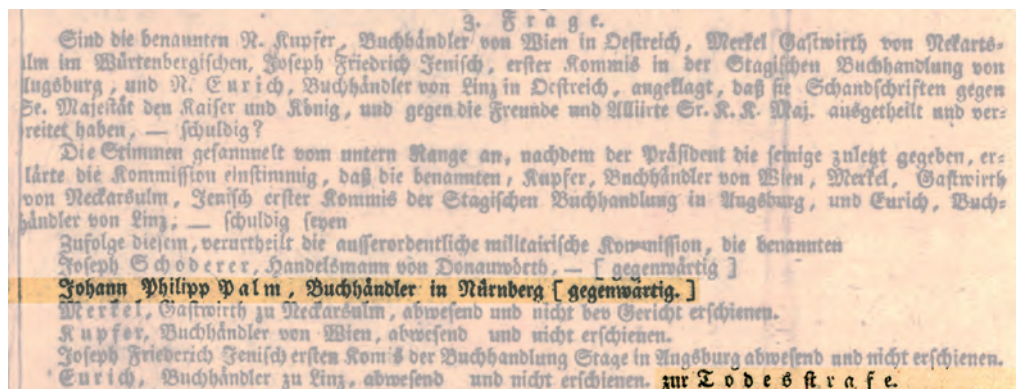 3. Frage.
Sind die benannten N. Kupfer, Buchhändler von Wien in Oestreich, Merkel Gastwirth von Nekarts-
ulm im Würtenbergischen, Joseph Friedrich Jenisch, erster Kommis in der Stagischen Buchhandlung von
Augsburg, und N. Eurich, Buchhändler von Linz in Oestreich, angeklagt, daß sie Schandschriften gegen
Se. Majestät den Kaiser und König, und gegen die Freunde und Alliirte Sr. K. K. Maj. ausgetheilt und ver-
breitet haben, — schuldig?
Die Stimmen gesannnelt vom untern Range an, nachdem der Präsident die seinige zuletzt gegeben, er-
klärte die Kommission einstimmig, daß die benannten, Kupfer, Buchhändler von Wien, Merkel, Gastwirth
von Neckarsulm, Jenisch erster Kommis der Stagischen Buchhandlung in Augsburg, und Eurich, Buch-
händler von Linz, — schuldig seyen
Zufolge diesem, verurtheilt die ausserordentliche militairische Kommission, die benannten
Joseph Schoderer, Handelsmann von Donauwörth, — [ gegenwärtig ]
Johann Philipp Palm, Buchhändler in Nürnberg [ gegenwärtig. ]
Merkel, Gastwirth zu Neckarsulm, abwesend und nicht bey Gericht erschienen.
Kupfer, Buchhändler von Wien, abwesend und nicht erschienen.
Joseph Friederich Jenisch ersten Kom's der Buchhandlung Stage in Augsburg abwesend und nicht erschienen.
Eurich, Buchhändler zu Linz, abwesend und nicht erschienen. zur Todesstrafe.